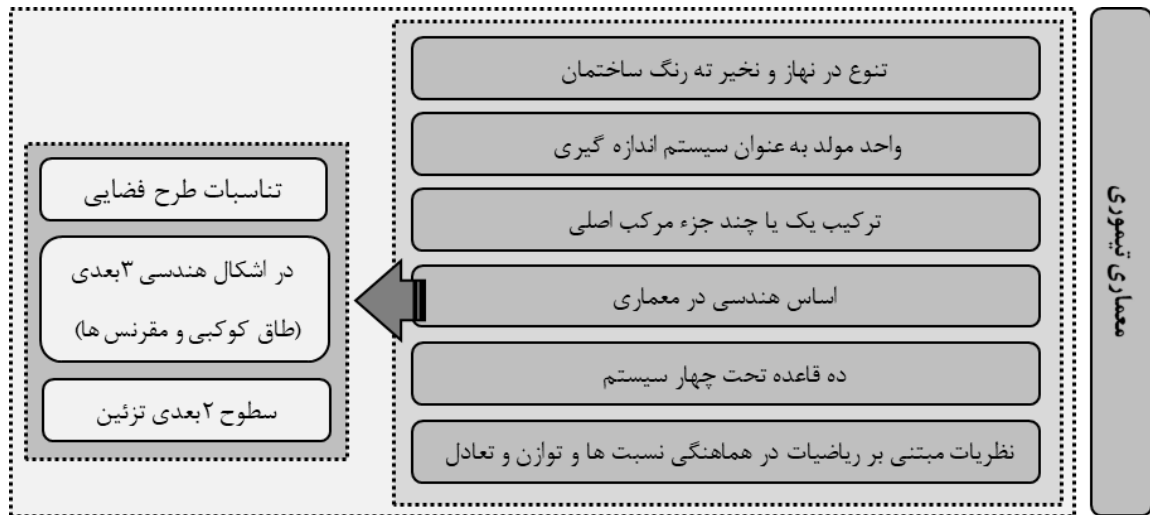 معماری تیموری
تنوع در نهاز و نخیر ته رنگ ساختمان
واحد مولد به عنوان سیستم اندازه گیری
ترکیب یک یا چند جزء مرکب اصلی
اساس هندسی در معماری
ده قاعده تحت چهار سیستم
نظریات مبتنی بر ریاضیات در هماهنگی نسبت ها و توازن و تعادل
تناسبات طرح فضایی
در اشکال هندسی ۳بعدی
(طاق کوکبی و مقرنس ها)
سطوح ۲بعدی تزئین